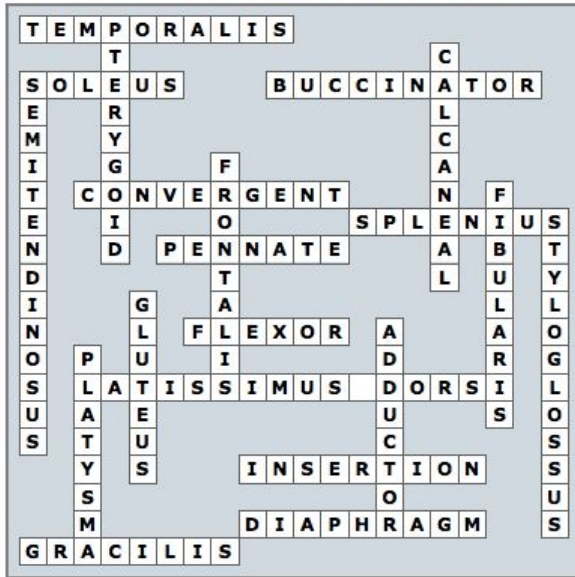 TEMPORALIS
PTERYGOID
CALCANEAL
SOLEUS
SEMITENDINOSUS
BUCCINATOR
FRONTALIS
CONVERGENT
FIBULARIS
SPLENIUS
STYLOGLOSSUS
PENNATE
GLUTEUS
FLEXOR
ADDUCTOR
PLATYSMA
LATISSIMUS DORSI
INSERTION
DIAPHRAGM
GRACILIS